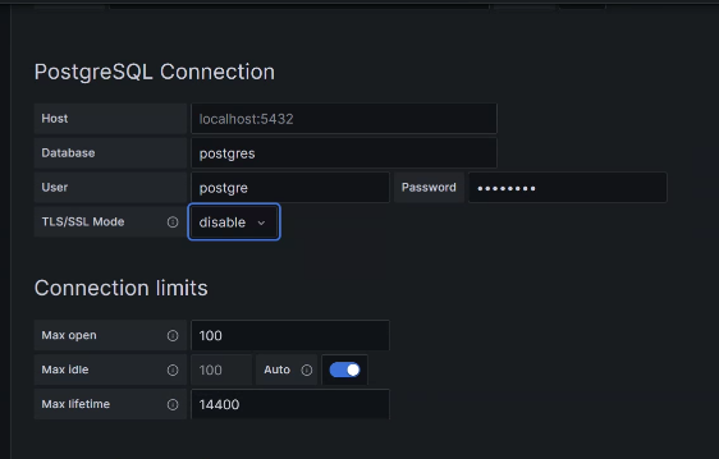 PostgreSQL Connection
Host localhost:5432
Database postgres
User postgre Password ••••••••
TLS/SSL Mode disable
Connection limits
Max open 100
Max idle 100 Auto
Max lifetime 14400